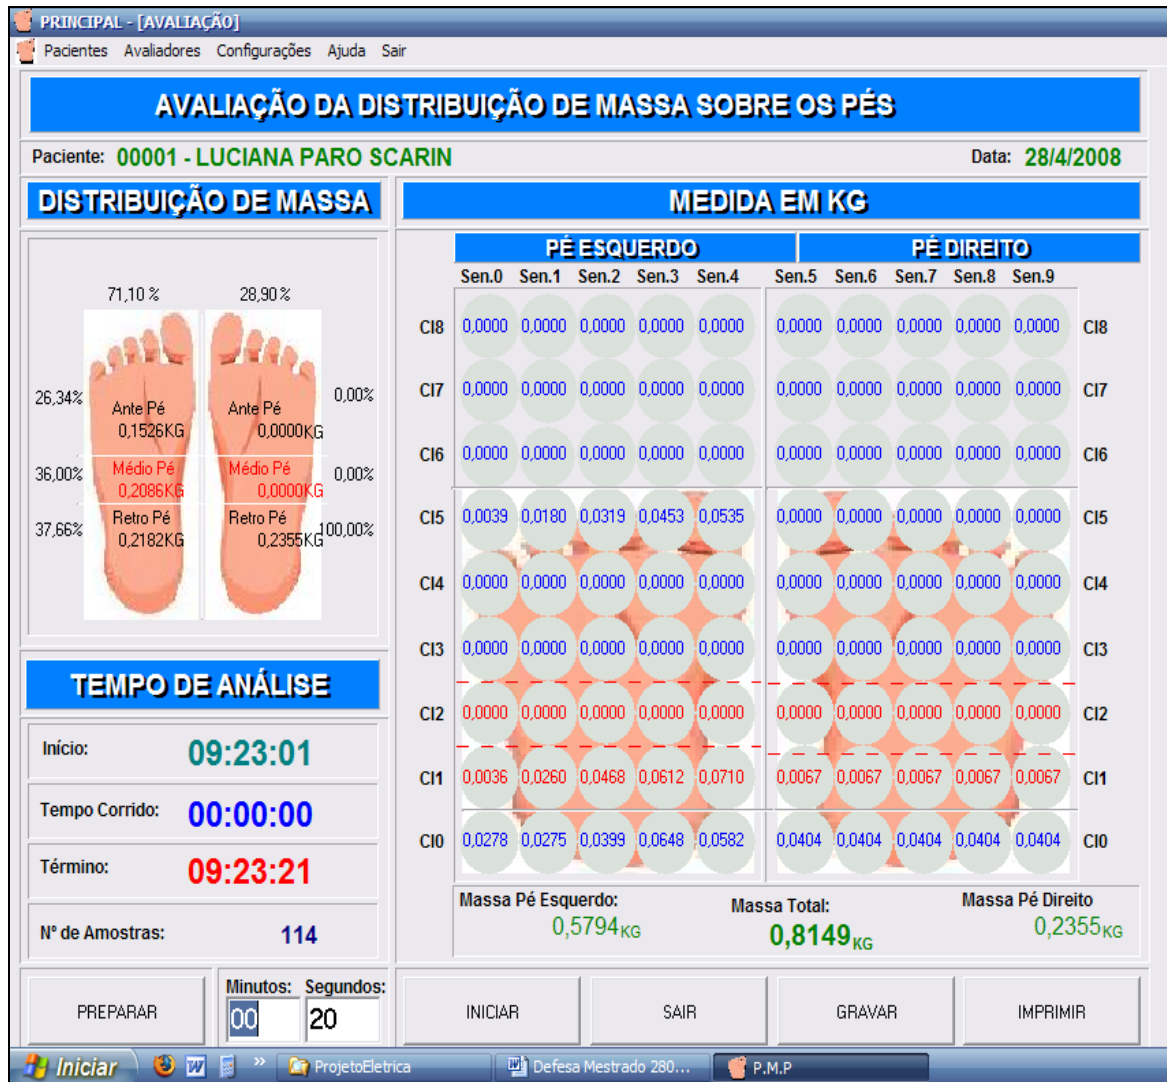 PRINCIPAL - [AVALIAÇÃO]
Pacientes Avaliadores Configurações Ajuda Sair
AVALIAÇÃO DA DISTRIBUIÇÃO DE MASSA SOBRE OS PÉS
Paciente: 00001 - LUCIANA PARO SCARIN Data: 28/4/2008
DISTRIBUIÇÃO DE MASSA
71,10 % 28,90 %
26,34% Ante Pé 0,1526KG Ante Pé 0,0000KG 0,00%
36,00% Médio Pé 0,2086KG Médio Pé 0,0000KG 0,00%
37,66% Retro Pé 0,2182KG Retro Pé 0,2355KG 100,00%
TEMPO DE ANÁLISE
Início: 09:23:01
Tempo Corrido: 00:00:00
Término: 09:23:21
Nº de Amostras: 114
MEDIDA EM KG
PÉ ESQUERDO PÉ DIREITO
Sen.0 Sen.1 Sen.2 Sen.3 Sen.4 Sen.5 Sen.6 Sen.7 Sen.8 Sen.9
CI8 0,0000 0,0000 0,0000 0,0000 0,0000 0,0000 0,0000 0,0000 0,0000 0,0000 CI8
CI7 0,0000 0,0000 0,0000 0,0000 0,0000 0,0000 0,0000 0,0000 0,0000 0,0000 CI7
CI6 0,0000 0,0000 0,0000 0,0000 0,0000 0,0000 0,0000 0,0000 0,0000 0,0000 CI6
CI5 0,0039 0,0180 0,0319 0,0453 0,0535 0,0000 0,0000 0,0000 0,0000 0,0000 CI5
CI4 0,0000 0,0000 0,0000 0,0000 0,0000 0,0000 0,0000 0,0000 0,0000 0,0000 CI4
CI3 0,0000 0,0000 0,0000 0,0000 0,0000 0,0000 0,0000 0,0000 0,0000 0,0000 CI3
CI2 0,0000 0,0000 0,0000 0,0000 0,0000 0,0000 0,0000 0,0000 0,0000 0,0000 CI2
CI1 0,0036 0,0260 0,0468 0,0612 0,0710 0,0067 0,0067 0,0067 0,0067 0,0067 CI1
CI0 0,0278 0,0275 0,0399 0,0648 0,0582 0,0404 0,0404 0,0404 0,0404 0,0404 CI0
Massa Pé Esquerdo: Massa Total: Massa Pé Direito
0,5794KG 0,8149KG 0,2355KG
PREPARAR
Minutos: Segundos:
00 20
INICIAR SAIR GRAVAR IMPRIMIR
Iniciar » ProjetoEletrica Defesa Mestrado 280... P.M.P